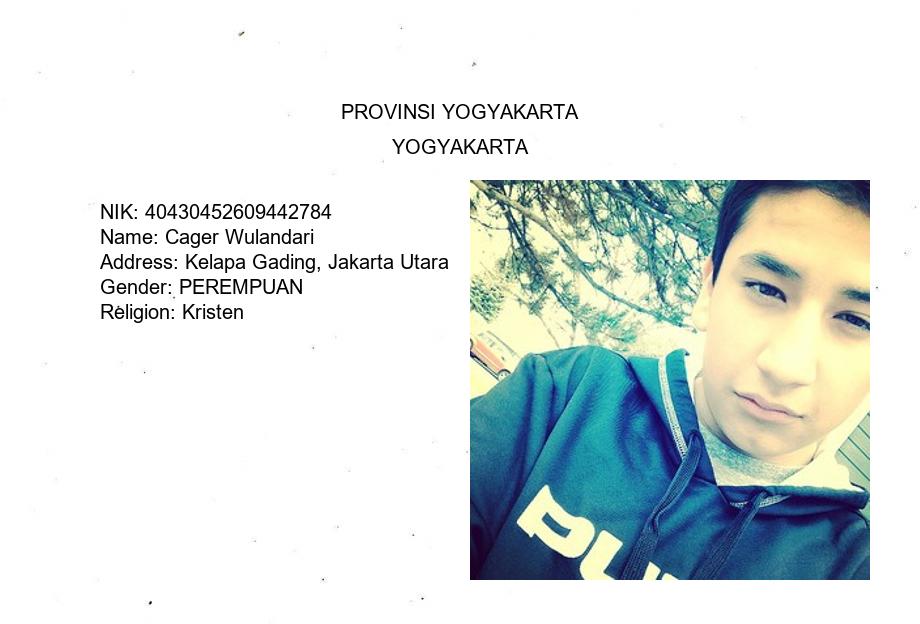 PROVINSI YOGYAKARTA
YOGYAKARTA
NIK: 40430452609442784
Name: Cager Wulandari
Address: Kelapa Gading, Jakarta Utara
Gender: PEREMPUAN
Religion: Kristen